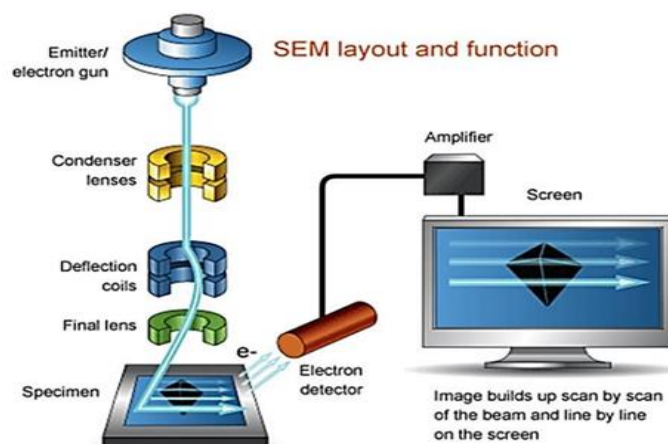 SEM layout and function
Emitter/
electron gun
Condenser
lenses
Deflection
coils
Final lens
Specimen
e-
Electron
detector
Amplifier
Screen
Image builds up scan by scan
of the beam and line by line
on the screen